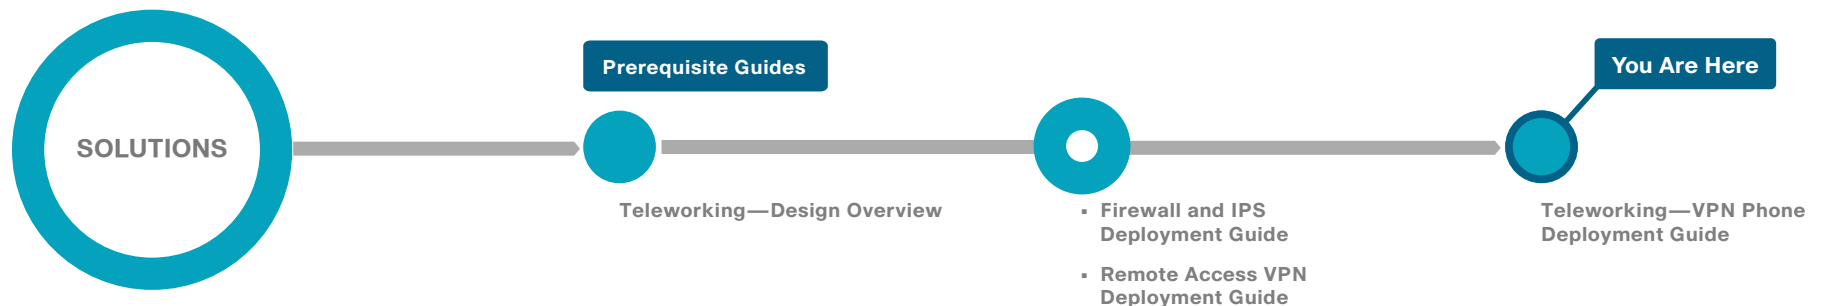 SOLUTIONS
Prerequisite Guides
Teleworking—Design Overview
▪ Firewall and IPS
Deployment Guide
▪ Remote Access VPN
Deployment Guide
You Are Here
Teleworking—VPN Phone
Deployment Guide